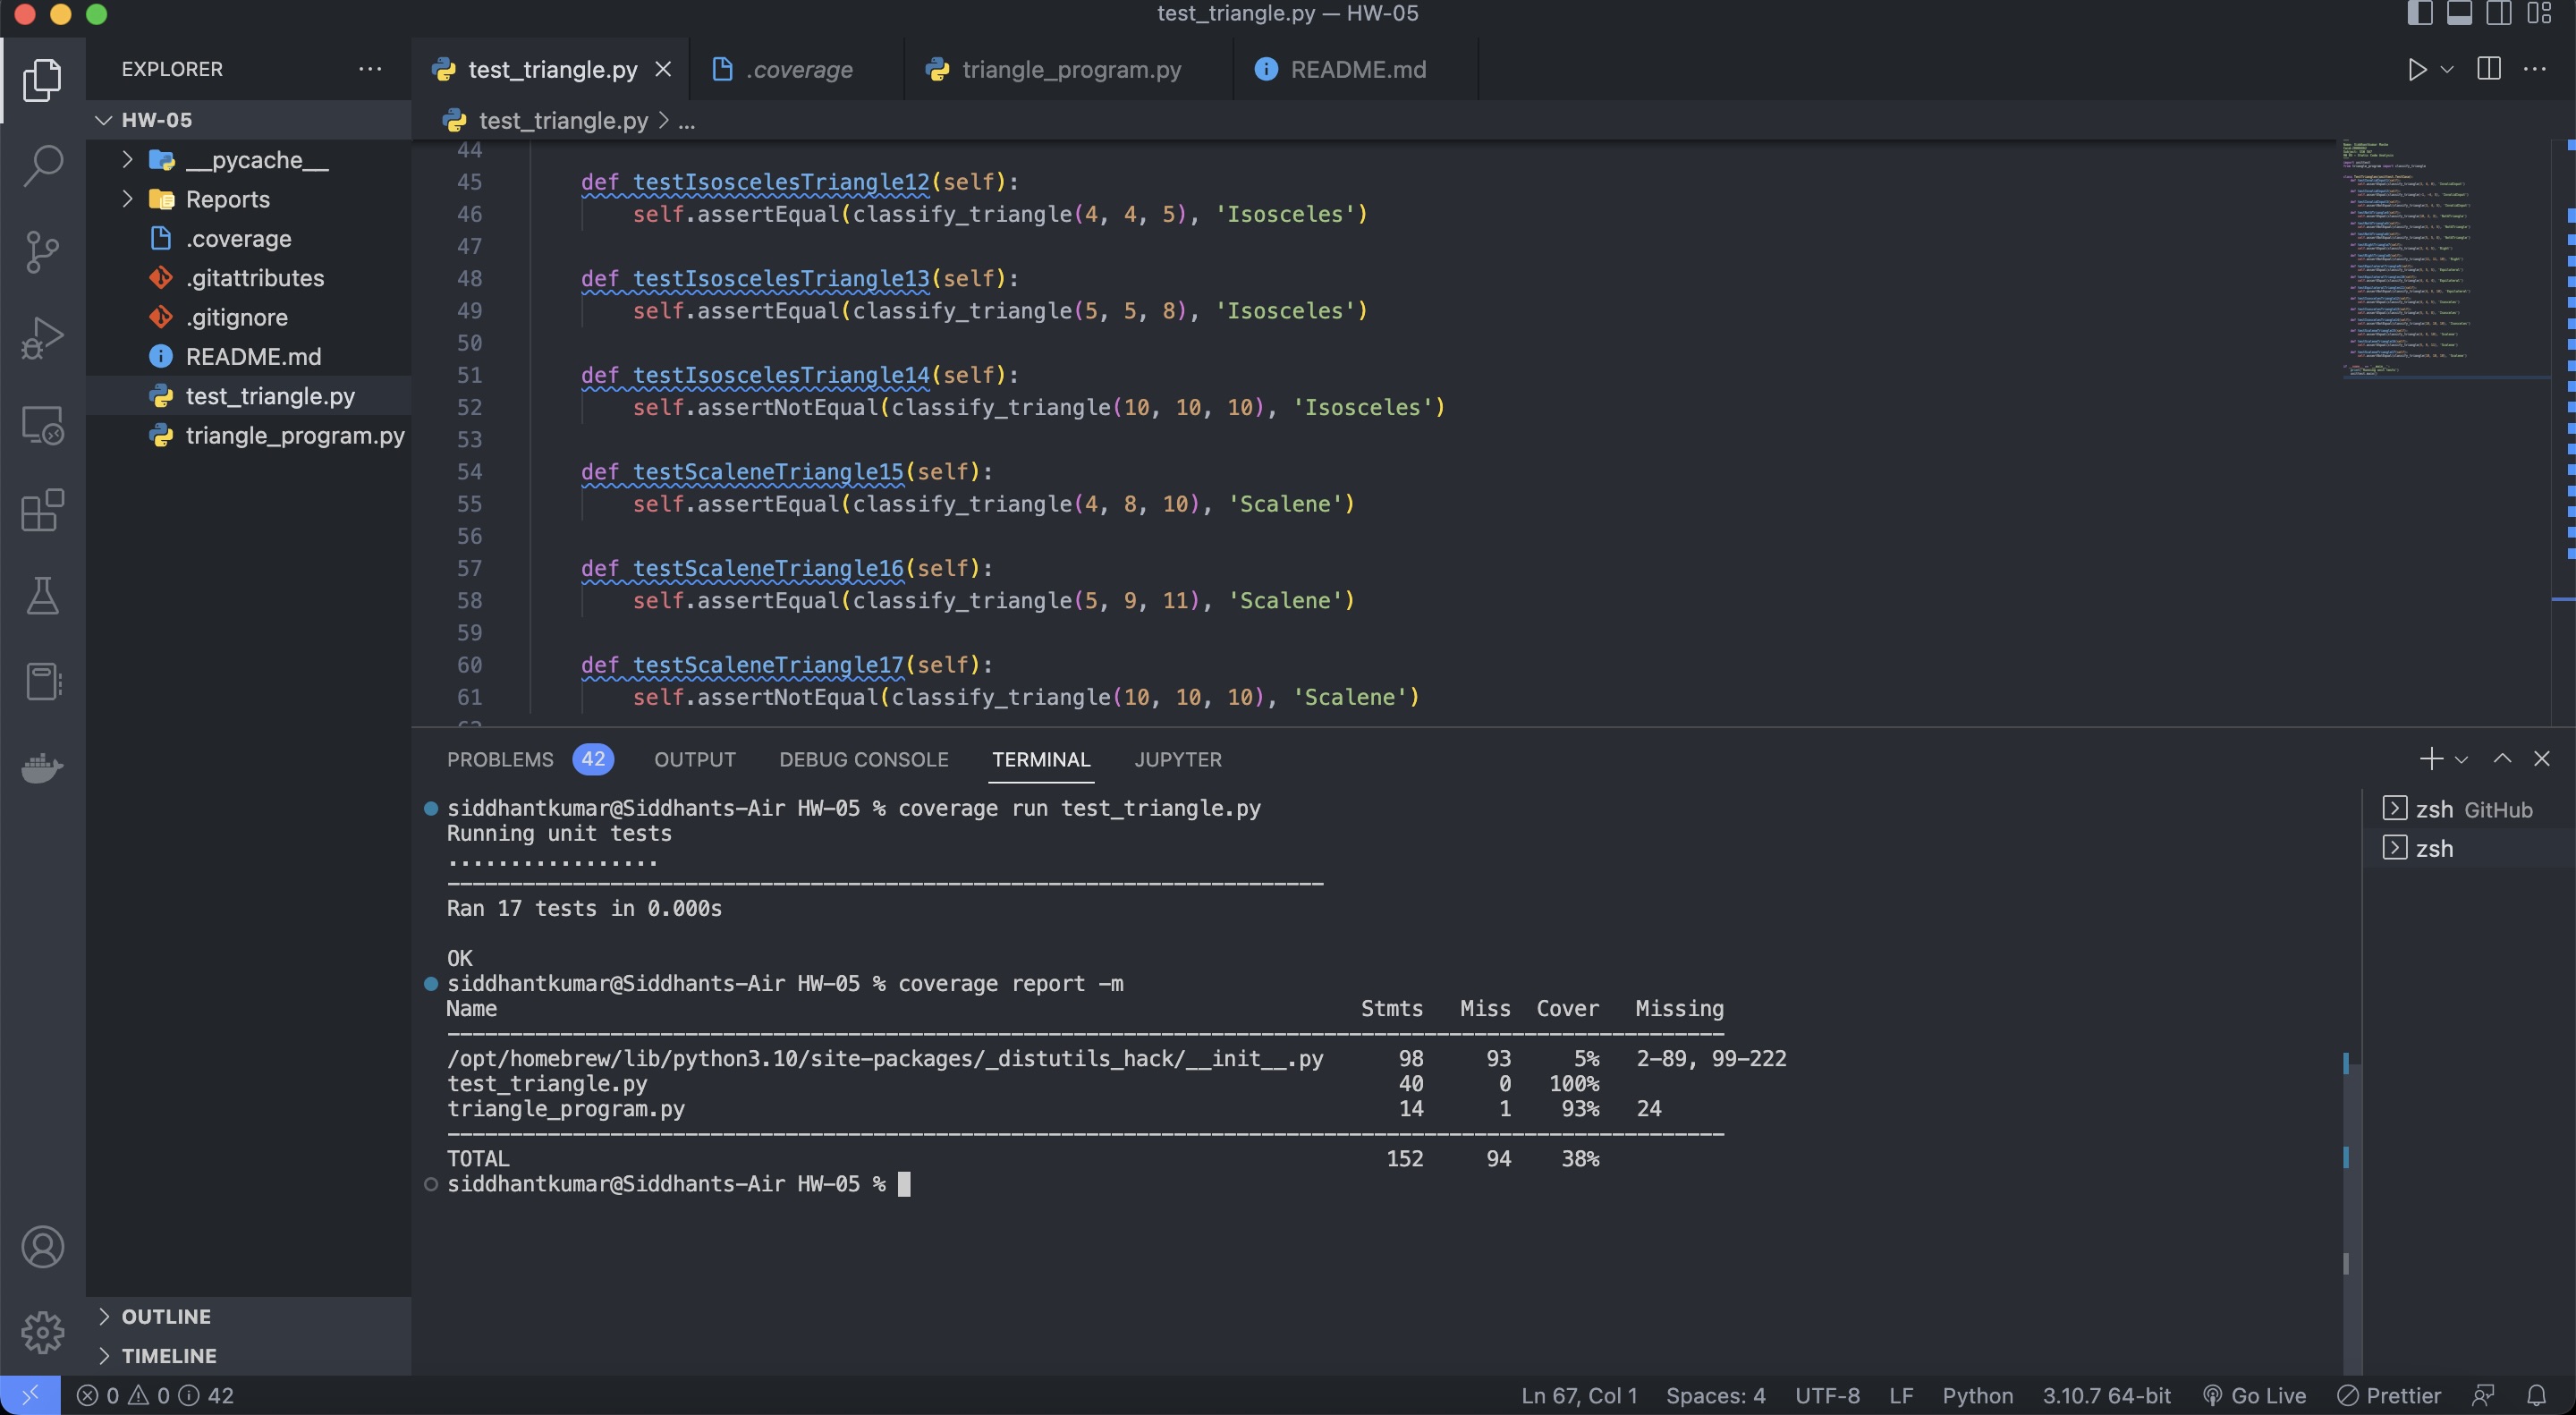 test_triangle.py — HW-05
EXPLORER
HW-05
__pycache__
Reports
.coverage
.gitattributes
.gitignore
README.md
test_triangle.py
triangle_program.py
OUTLINE
TIMELINE
test_triangle.py .coverage triangle_program.py README.md
test_triangle.py > ...
44
45 def testIsoscelesTriangle12(self):
46 self.assertEqual(classify_triangle(4, 4, 5), 'Isosceles')
47
48 def testIsoscelesTriangle13(self):
49 self.assertEqual(classify_triangle(5, 5, 8), 'Isosceles')
50
51 def testIsoscelesTriangle14(self):
52 self.assertNotEqual(classify_triangle(10, 10, 10), 'Isosceles')
53
54 def testScaleneTriangle15(self):
55 self.assertEqual(classify_triangle(4, 8, 10), 'Scalene')
56
57 def testScaleneTriangle16(self):
58 self.assertEqual(classify_triangle(5, 9, 11), 'Scalene')
59
60 def testScaleneTriangle17(self):
61 self.assertNotEqual(classify_triangle(10, 10, 10), 'Scalene')
PROBLEMS 42 OUTPUT DEBUG CONSOLE TERMINAL JUPYTER
siddhantkumar@Siddhants-Air HW-05 % coverage run test_triangle.py
Running unit tests
.................
----------------------------------------------------------------------
Ran 17 tests in 0.000s
OK
siddhantkumar@Siddhants-Air HW-05 % coverage report -m
Name Stmts Miss Cover Missing
------------------------------------------------------------------------------------------------------
/opt/homebrew/lib/python3.10/site-packages/_distutils_hack/__init__.py 98 93 5% 2-89, 99-222
test_triangle.py 40 0 100%
triangle_program.py 14 1 93% 24
------------------------------------------------------------------------------------------------------
TOTAL 152 94 38%
siddhantkumar@Siddhants-Air HW-05 %
zsh GitHub
zsh
0 0 42
Ln 67, Col 1 Spaces: 4 UTF-8 LF Python 3.10.7 64-bit Go Live Prettier